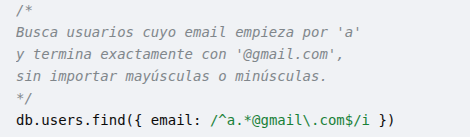 /*
Busca usuarios cuyo email empieza por 'a'
y termina exactamente con '@gmail.com',
sin importar mayúsculas o minúsculas.
*/
db.users.find({ email: /^a.*@gmail\.com$/i })